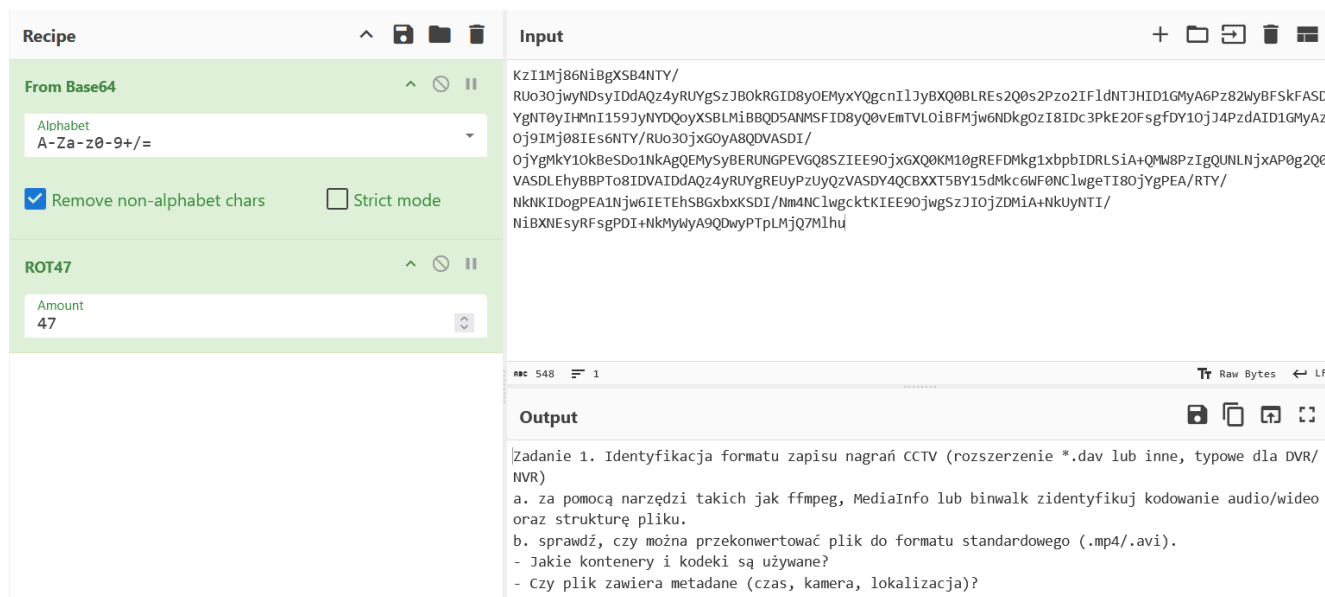 Recipe
From Base64
Alphabet
A-Za-z0-9+/=
Remove non-alphabet chars
Strict mode
ROT47
Amount
47
Input
KzI1Mj86NiBgXSB4NTY/
RUo3OjwyNDsyIDdAQz4yRUYgSzJBOkRGID8yOEMyxYQgcnIlJyBXQ0BLREs2Q0s2Pzo2IFldNTJHID1GMyA6Pz82WyBFSkFASD
YgNT0yIHMnI159JyNYDQoyXSBLMiBBQD5ANMSFID8yQ0vEmTVLOiBFMjw6NDkgOzI8IDc3PkE2OFsgfDY1OjJ4PzdAID1GMyAz
Oj9IMj08IEs6NTY/RUo3OjxGOyA8QDVASDI/
OjYgMkY1OkBeSDo1NkAgQEMySyBERUNGPEVGQ8SZIEE9OjxGXQ0KM10gREFDMkg1xbpbIDRLSiA+QMW8PzIgQUNLNjxAP0g2Q0
VASDLEhyBBPTo8IDVAIDdAQz4yRUYgREUyPzUyQzVASDY4QCBXXT5BY15dMkc6WF0NClwgeTI8OjYgPEA/RTY/
NkNKIDogPEA1Njw6IETEhSBGxbxKSDI/Nm4NClwgcktKIEE9OjwgSzJIOjZDMiA+NkUyNTI/
NiBXNEsyRFsgPDI+NkMyWyA9QDwyPTpLMjQ7Mlhu
548
1
Raw Bytes
LF
Output
Zadanie 1. Identyfikacja formatu zapisu nagrań CCTV (rozszerzenie *.dav lub inne, typowe dla DVR/
NVR)
a. za pomocą narzędzi takich jak ffmpeg, MediaInfo lub binwalk zidentyfikuj kodowanie audio/wideo
oraz strukturę pliku.
b. sprawdź, czy można przekonwertować plik do formatu standardowego (.mp4/.avi).
- Jakie kontenery i kodeki są używane?
- Czy plik zawiera metadane (czas, kamera, lokalizacja)?